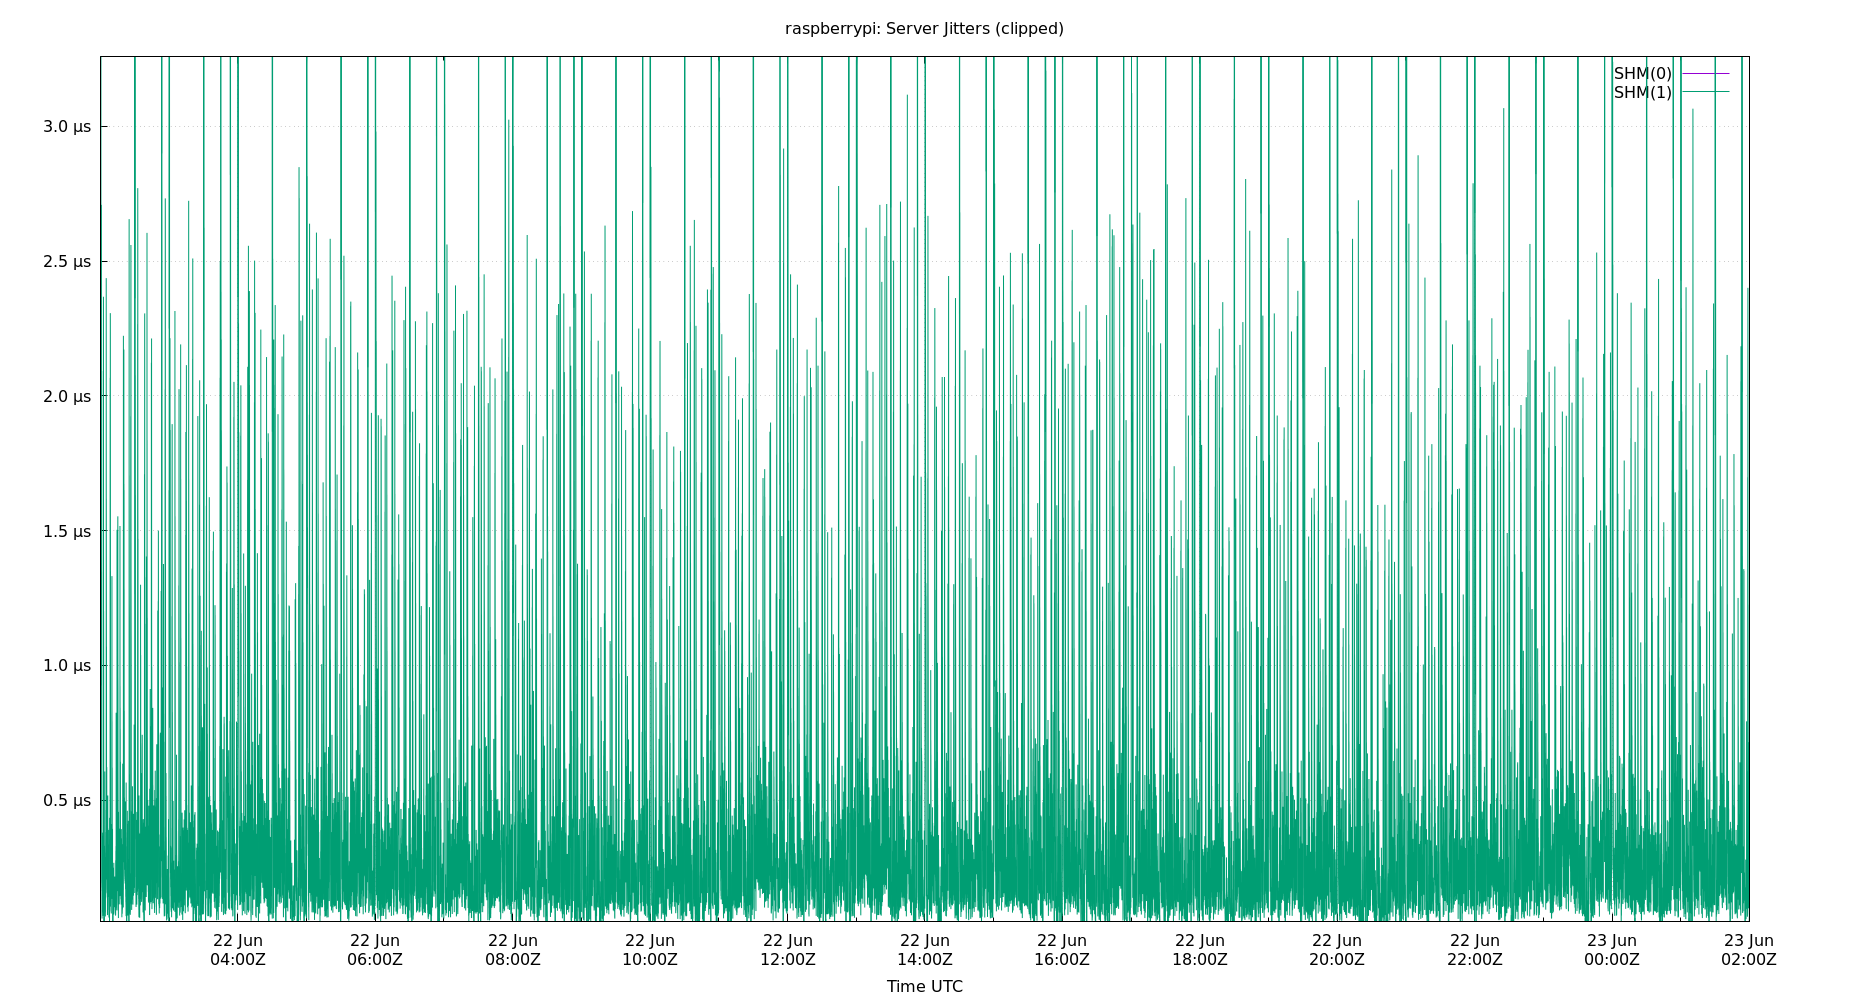 raspberrypi: Server Jitters (clipped)
SHM(0)
SHM(1)
3.0 µs
2.5 µs
2.0 µs
1.5 µs
1.0 µs
0.5 µs
22 Jun 22 Jun 22 Jun 22 Jun 22 Jun 22 Jun 22 Jun 22 Jun 22 Jun 22 Jun 23 Jun 23 Jun
04:00Z 06:00Z 08:00Z 10:00Z 12:00Z 14:00Z 16:00Z 18:00Z 20:00Z 22:00Z 00:00Z 02:00Z
Time UTC